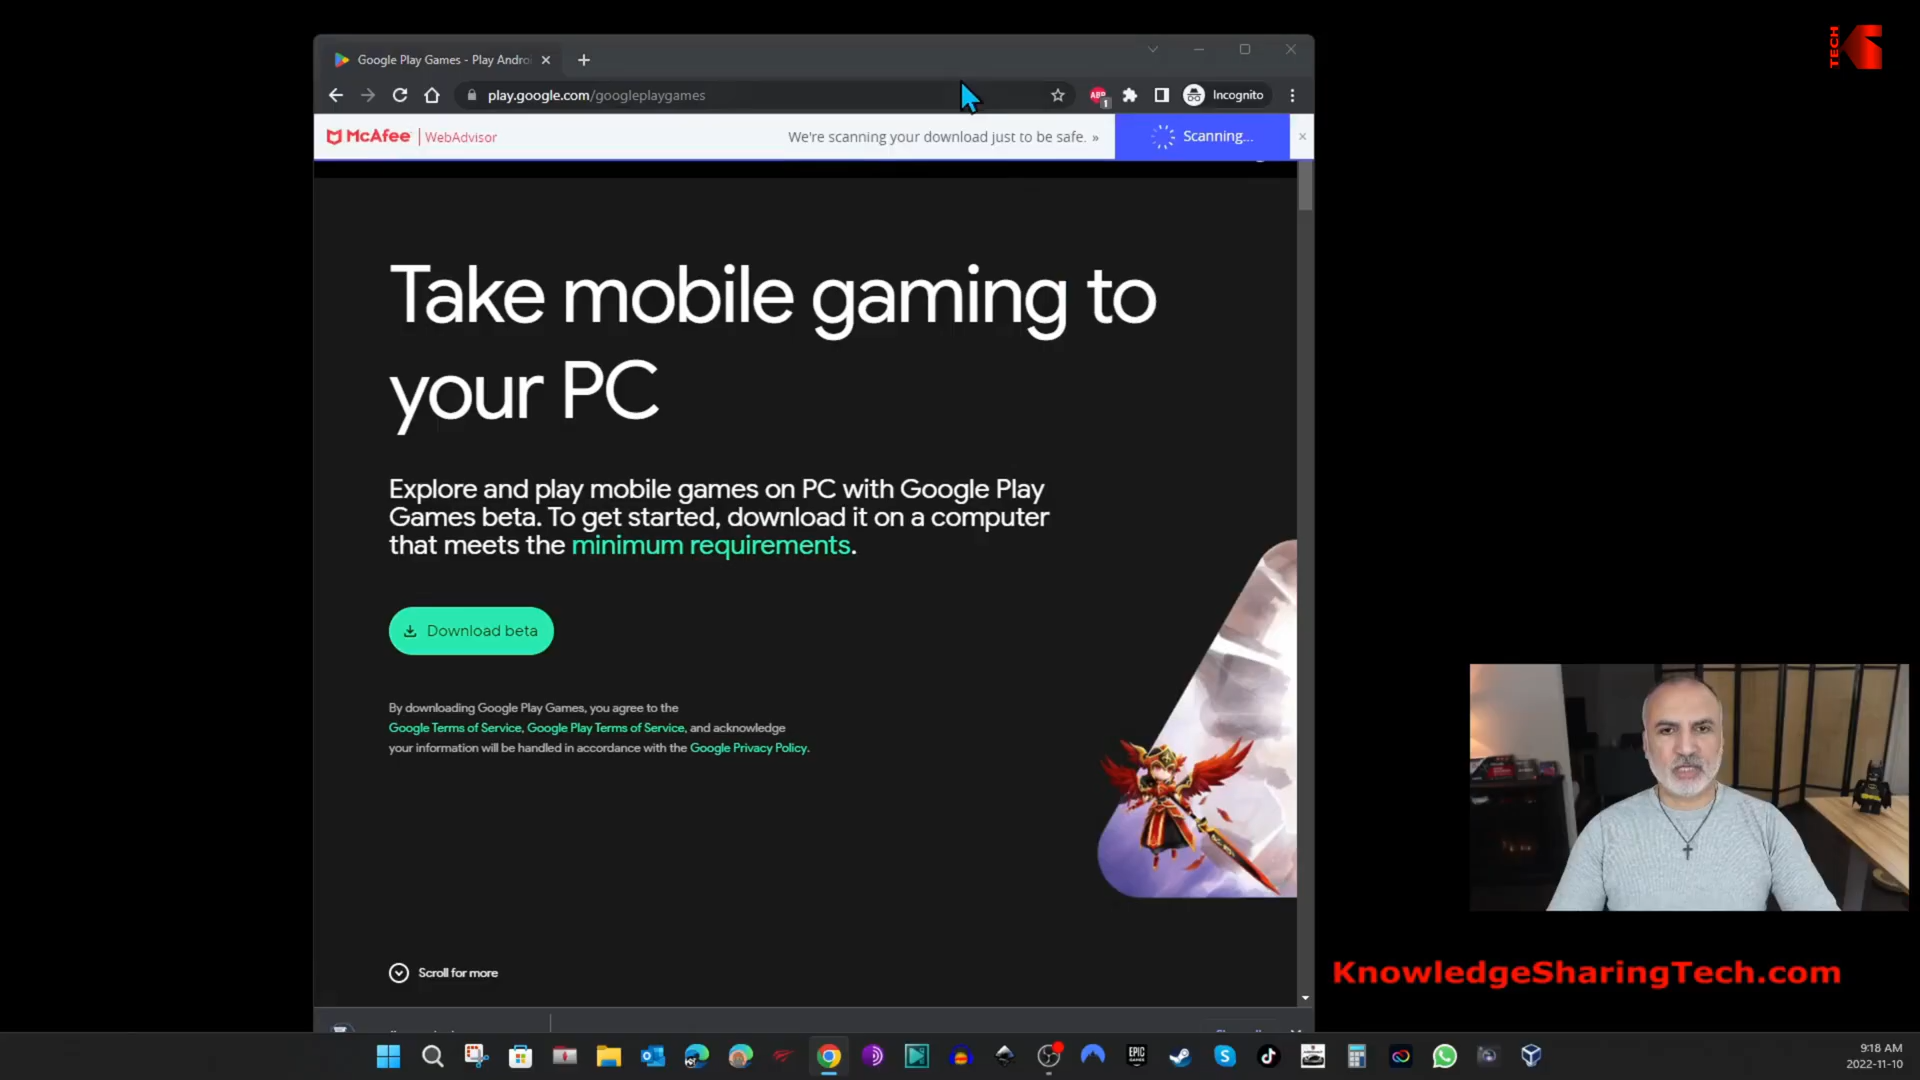 TECH
Google Play Games - Play Andro
play.google.com/googleplaygames
ABP
1
Incognito
McAfee | WebAdvisor
We're scanning your download just to be safe. »
Scanning...
Take mobile gaming to
your PC
Explore and play mobile games on PC with Google Play
Games beta. To get started, download it on a computer
that meets the minimum requirements.
Download beta
By downloading Google Play Games, you agree to the
Google Terms of Service, Google Play Terms of Service, and acknowledge
your information will be handled in accordance with the Google Privacy Policy.
Scroll for more
KnowledgeSharingTech.com
EPIC
GAMES
9:18 AM
2022-11-10